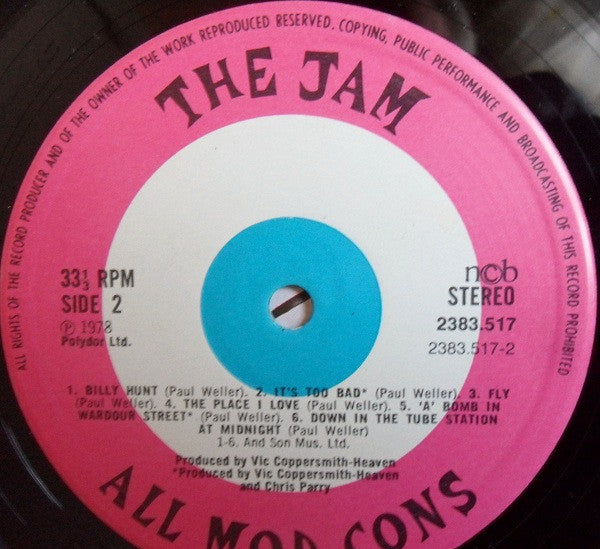 ALL RIGHTS OF THE RECORD PRODUCER AND OF THE OWNER OF THE WORK REPRODUCED RESERVED. COPYING, PUBLIC PERFORMANCE AND BROADCASTING OF THIS RECORD PROHIBITED
THE JAM
33⅓ RPM
SIDE 2
℗ 1978
Polydor Ltd.
ncb
STEREO
2383.517
2383.517-2
1. BILLY HUNT (Paul Weller). 2. IT'S TOO BAD* (Paul Weller). 3. FLY
(Paul Weller). 4. THE PLACE I LOVE (Paul Weller). 5. 'A' BOMB IN
WARDOUR STREET* (Paul Weller). 6. DOWN IN THE TUBE STATION
AT MIDNIGHT (Paul Weller)
1-6. And Son Mus. Ltd.
Produced by Vic Coppersmith-Heaven
*Produced by Vic Coppersmith-Heaven
and Chris Parry
ALL MOD CONS